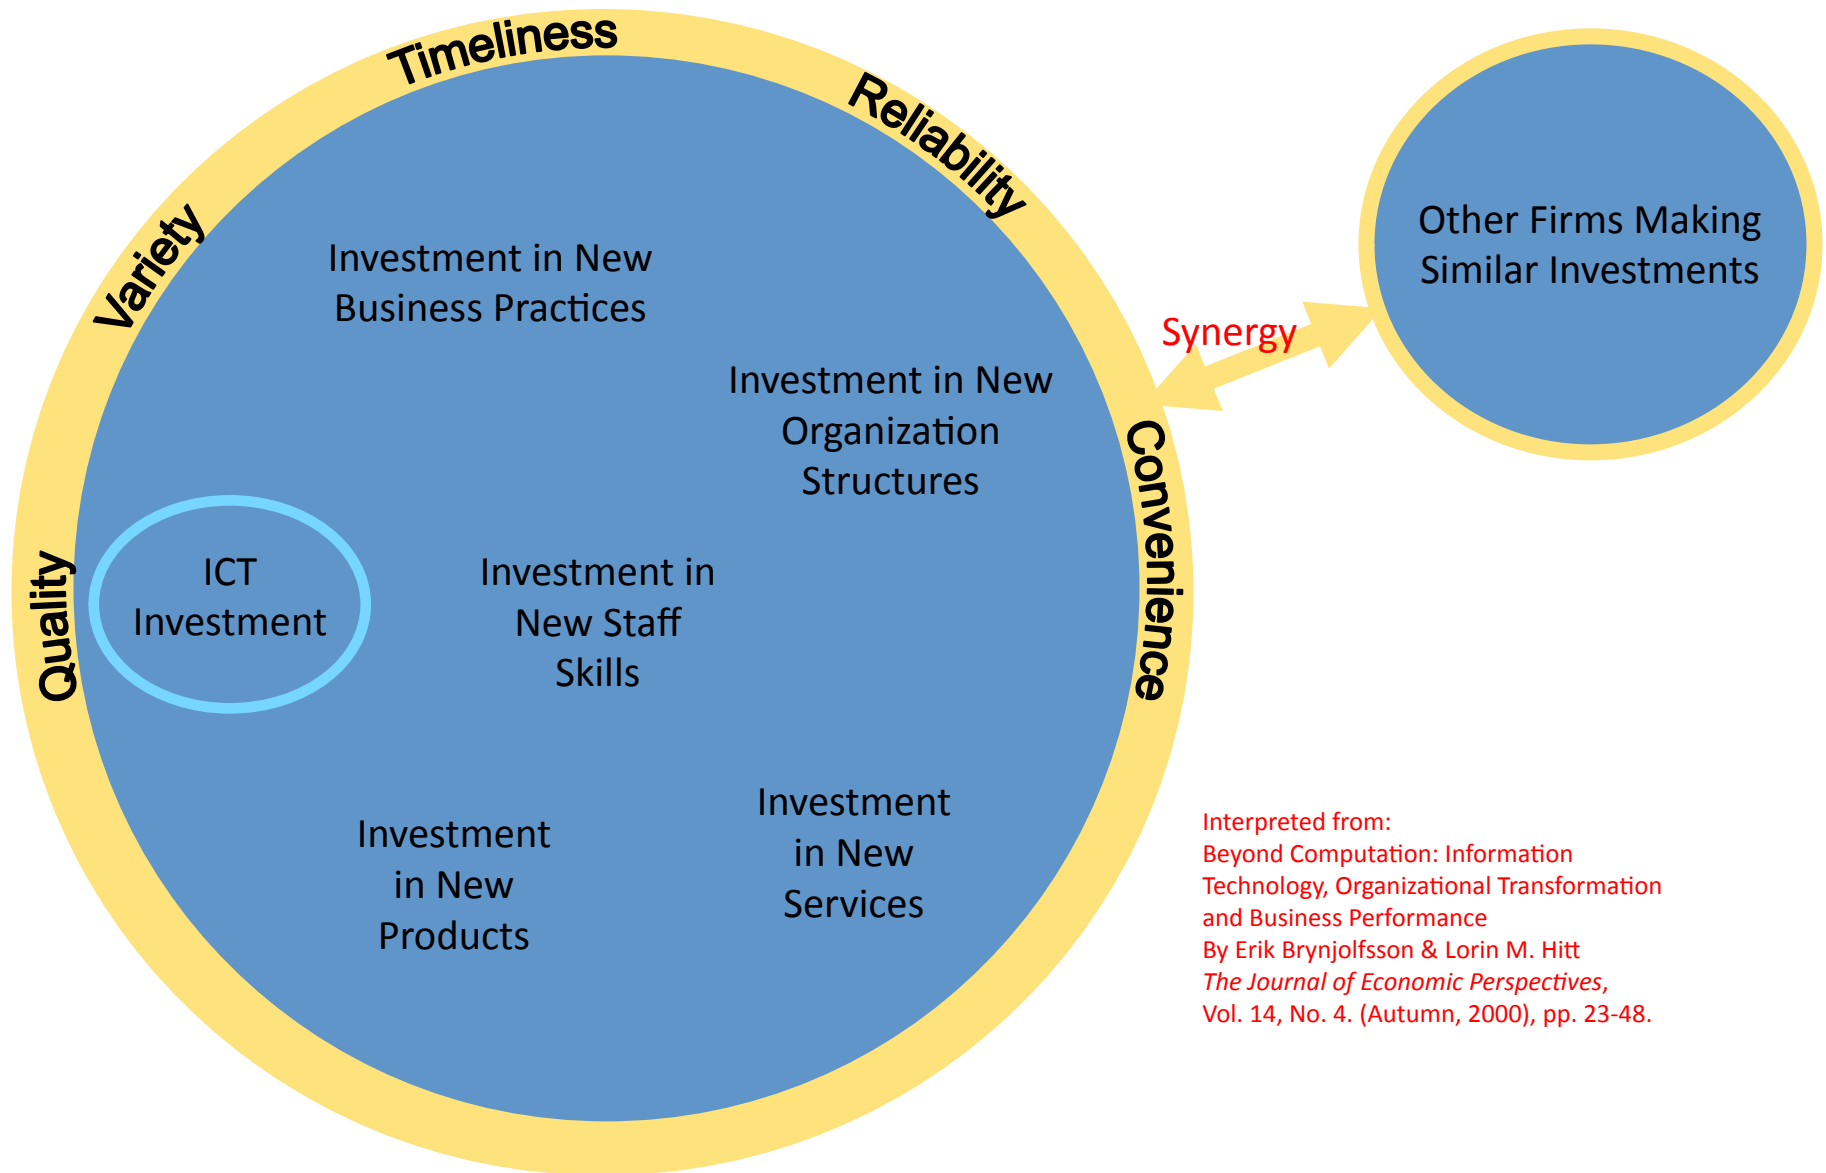 Timeliness
Reliability
Variety
Quality
Convenience
Investment in New
Business Practices
Investment in New
Organization
Structures
ICT
Investment
Investment in
New Staff
Skills
Investment
in New
Products
Investment
in New
Services
Synergy
Other Firms Making
Similar Investments
Interpreted from:
Beyond Computation: Information
Technology, Organizational Transformation
and Business Performance
By Erik Brynjolfsson & Lorin M. Hitt
The Journal of Economic Perspectives,
Vol. 14, No. 4. (Autumn, 2000), pp. 23-48.